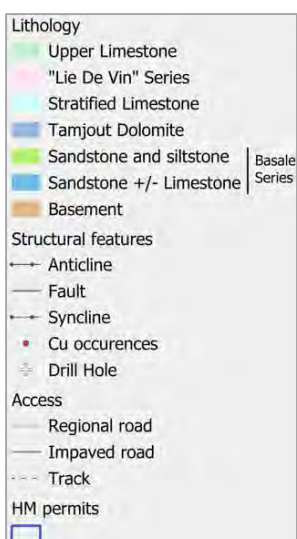 Lithology
Upper Limestone
"Lie De Vin" Series
Stratified Limestone
Tamjout Dolomite
Sandstone and siltstone
Sandstone +/- Limestone
Basale
Series
Basement
Structural features
Anticline
Fault
Syncline
Cu occurences
Drill Hole
Access
Regional road
Impaved road
Track
HM permits